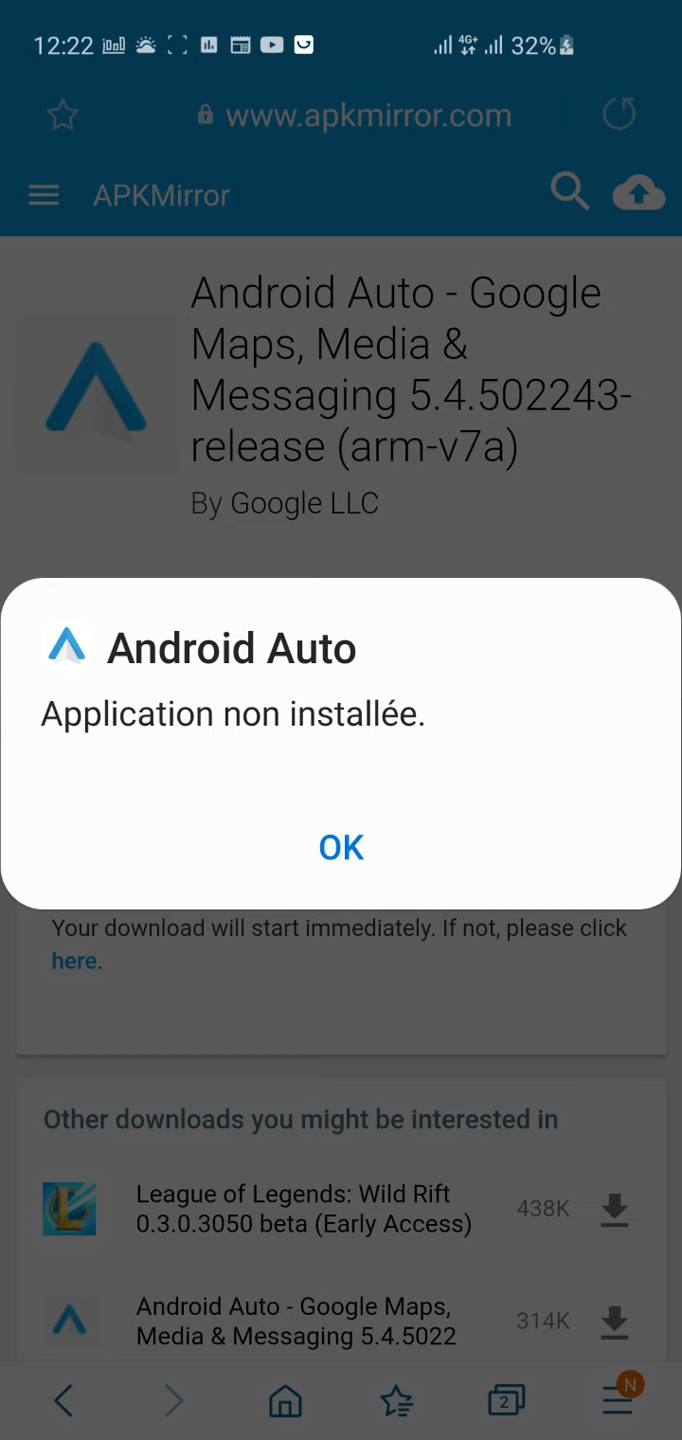 12:22
4G+
32%
www.apkmirror.com
APKMirror
Android Auto - Google
Maps, Media &
Messaging 5.4.502243-
release (arm-v7a)
By Google LLC
Android Auto
Application non installée.
OK
Your download will start immediately. If not, please click
here.
Other downloads you might be interested in
League of Legends: Wild Rift
0.3.0.3050 beta (Early Access)
438K
Android Auto - Google Maps,
Media & Messaging 5.4.5022
314K
2
N